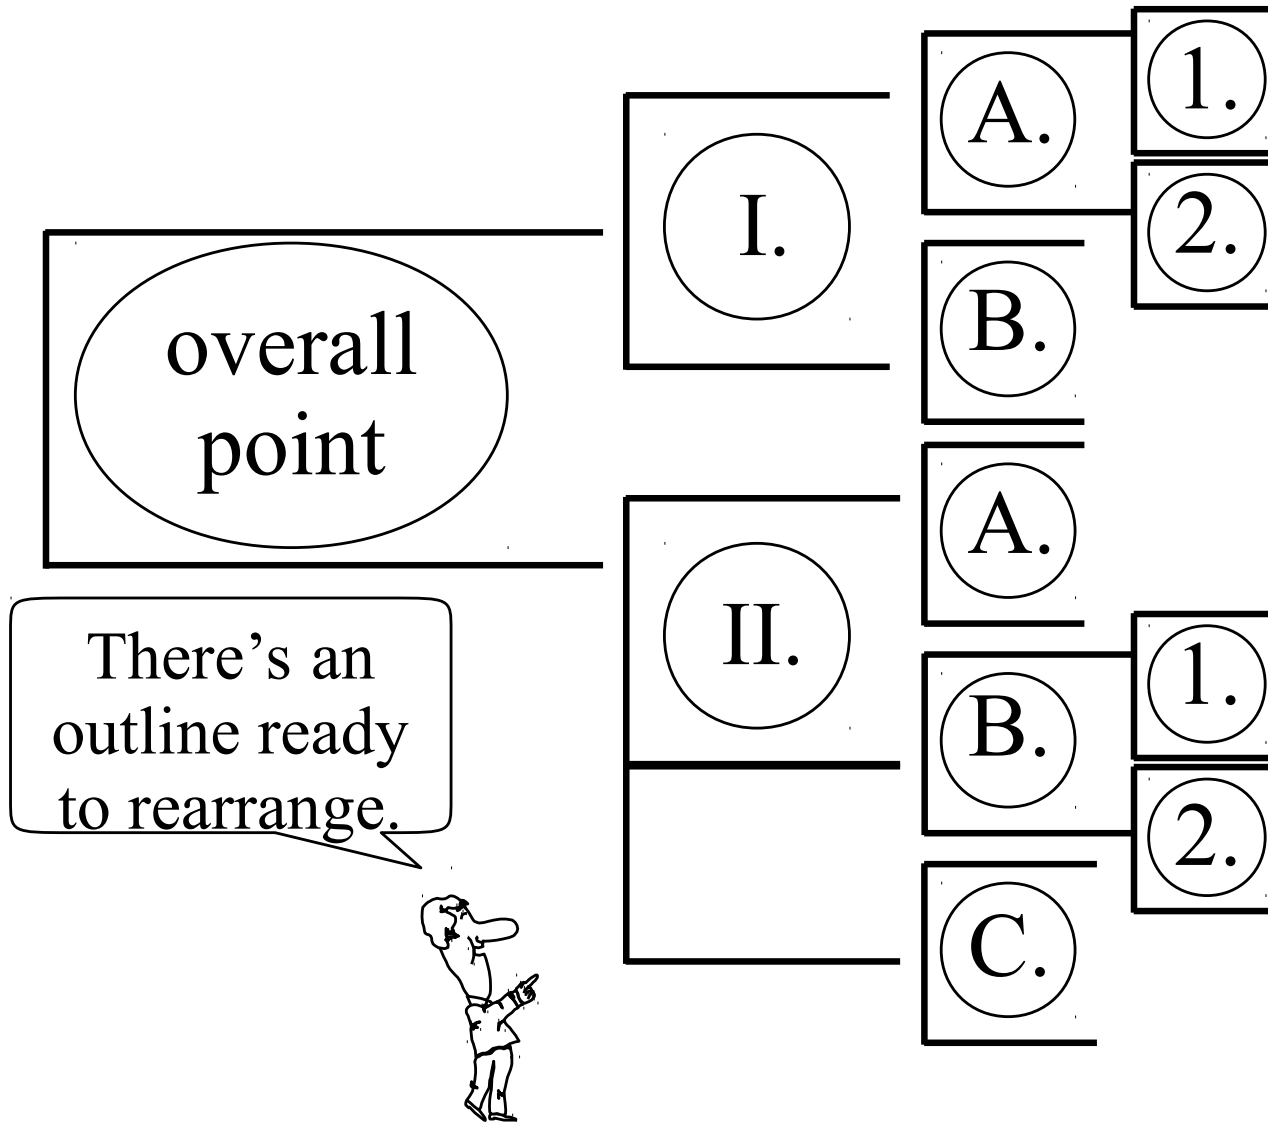 overall
point
I.
A.
1.
2.
B.
II.
A.
B.
1.
2.
C.
There’s an
outline ready
to rearrange.